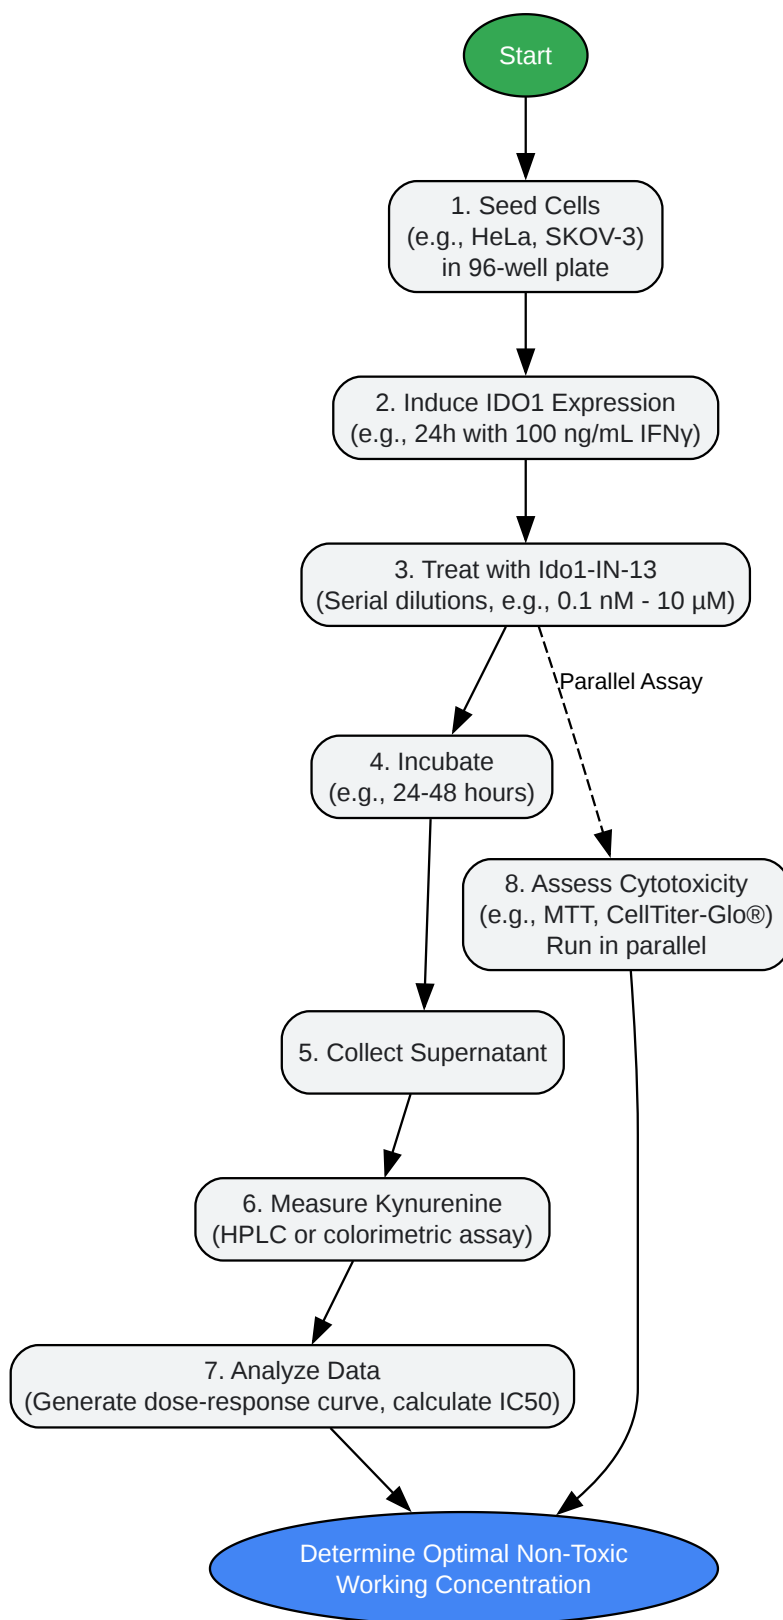 Start
1. Seed Cells
(e.g., HeLa, SKOV-3)
in 96-well plate
2. Induce IDO1 Expression
(e.g., 24h with 100 ng/mL IFNγ)
3. Treat with Ido1-IN-13
(Serial dilutions, e.g., 0.1 nM - 10 µM)
Parallel Assay
4. Incubate
(e.g., 24-48 hours)
8. Assess Cytotoxicity
(e.g., MTT, CellTiter-Glo®)
Run in parallel
5. Collect Supernatant
6. Measure Kynurenine
(HPLC or colorimetric assay)
7. Analyze Data
(Generate dose-response curve, calculate IC50)
Determine Optimal Non-Toxic
Working Concentration